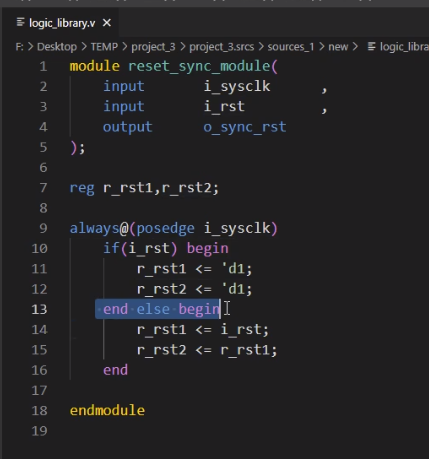 logic_library.v ×
F: > Desktop > TEMP > project_3 > project_3.srcs > sources_1 > new > logic_librar
1 module reset_sync_module(
2 input i_sysclk ,
3 input i_rst ,
4 output o_sync_rst
5 );
6
7 reg r_rst1,r_rst2;
8
9 always@(posedge i_sysclk)
10 if(i_rst) begin
11 r_rst1 <= 'd1;
12 r_rst2 <= 'd1;
13 end else begin
14 r_rst1 <= i_rst;
15 r_rst2 <= r_rst1;
16 end
17
18 endmodule
19